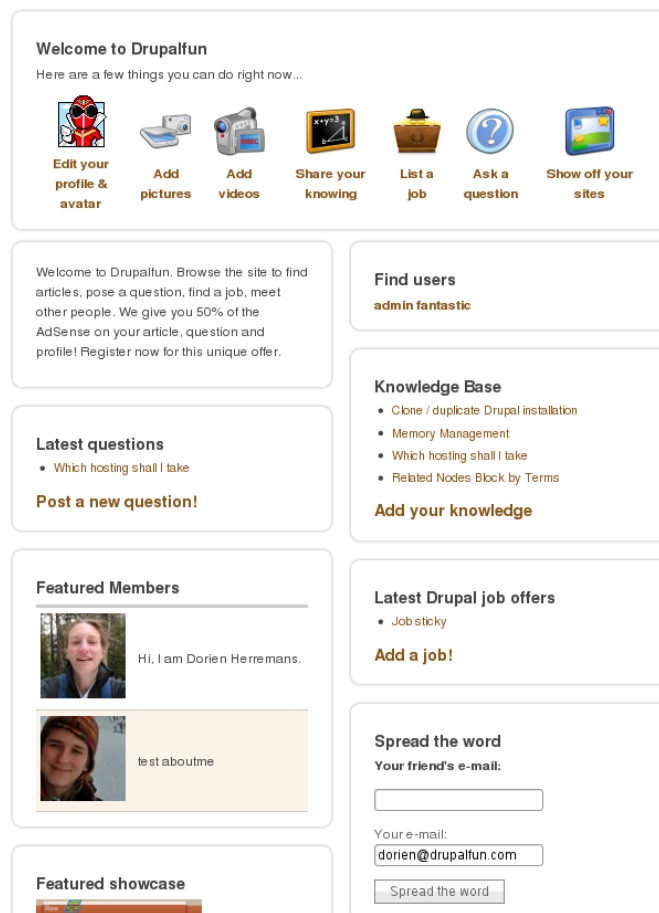 Welcome to Drupalfun
Here are a few things you can do right now...
x+y=3
REC
Edit your
profile &
avatar
Add
pictures
Add
videos
Share your
knowing
List a
job
Ask a
question
Show off your
sites
Welcome to Drupalfun. Browse the site to find
articles, pose a question, find a job, meet
other people. We give you 50% of the
AdSense on your article, question and
profile! Register now for this unique offer.
Latest questions
Which hosting shall I take
Post a new question!
Featured Members
Hi, I am Dorien Herremans.
test aboutme
Featured showcase
Find users
admin fantastic
Knowledge Base
Clone / duplicate Drupal installation
Memory Management
Which hosting shall I take
Related Nodes Block by Terms
Add your knowledge
Latest Drupal job offers
Job sticky
Add a job!
Spread the word
Your friend's e-mail:
Your e-mail:
dorien@drupalfun.com
Spread the word